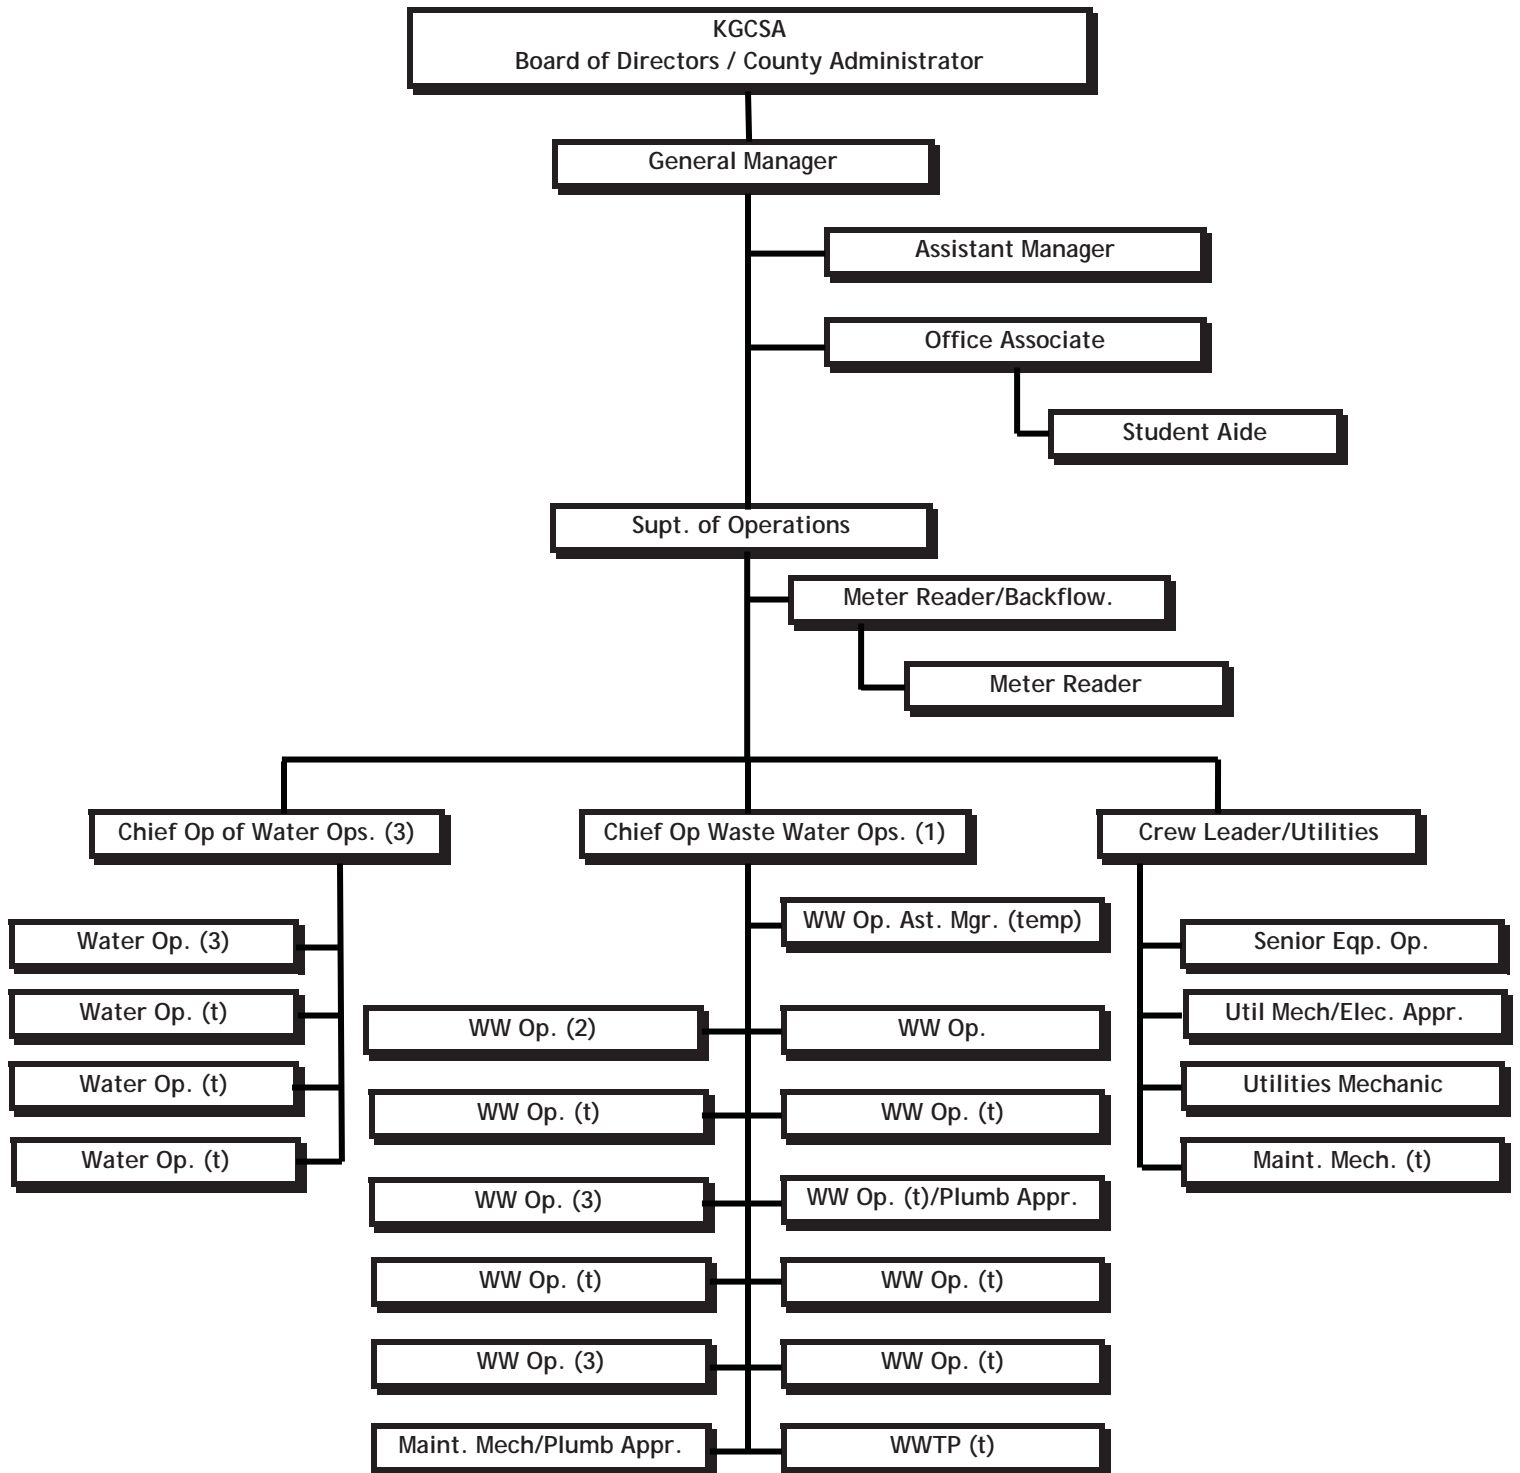 KGCSA
Board of Directors / County Administrator
General Manager
Assistant Manager
Office Associate
Student Aide
Supt. of Operations
Meter Reader/Backflow.
Meter Reader
Chief Op of Water Ops. (3)
Chief Op Waste Water Ops. (1)
Crew Leader/Utilities
Water Op. (3)
Water Op. (t)
Water Op. (t)
Water Op. (t)
WW Op. Ast. Mgr. (temp)
WW Op. (2)
WW Op.
WW Op. (t)
WW Op. (t)
WW Op. (3)
WW Op. (t)/Plumb Appr.
WW Op. (t)
WW Op. (t)
WW Op. (3)
WW Op. (t)
Maint. Mech/Plumb Appr.
WWTP (t)
Senior Eqp. Op.
Util Mech/Elec. Appr.
Utilities Mechanic
Maint. Mech. (t)